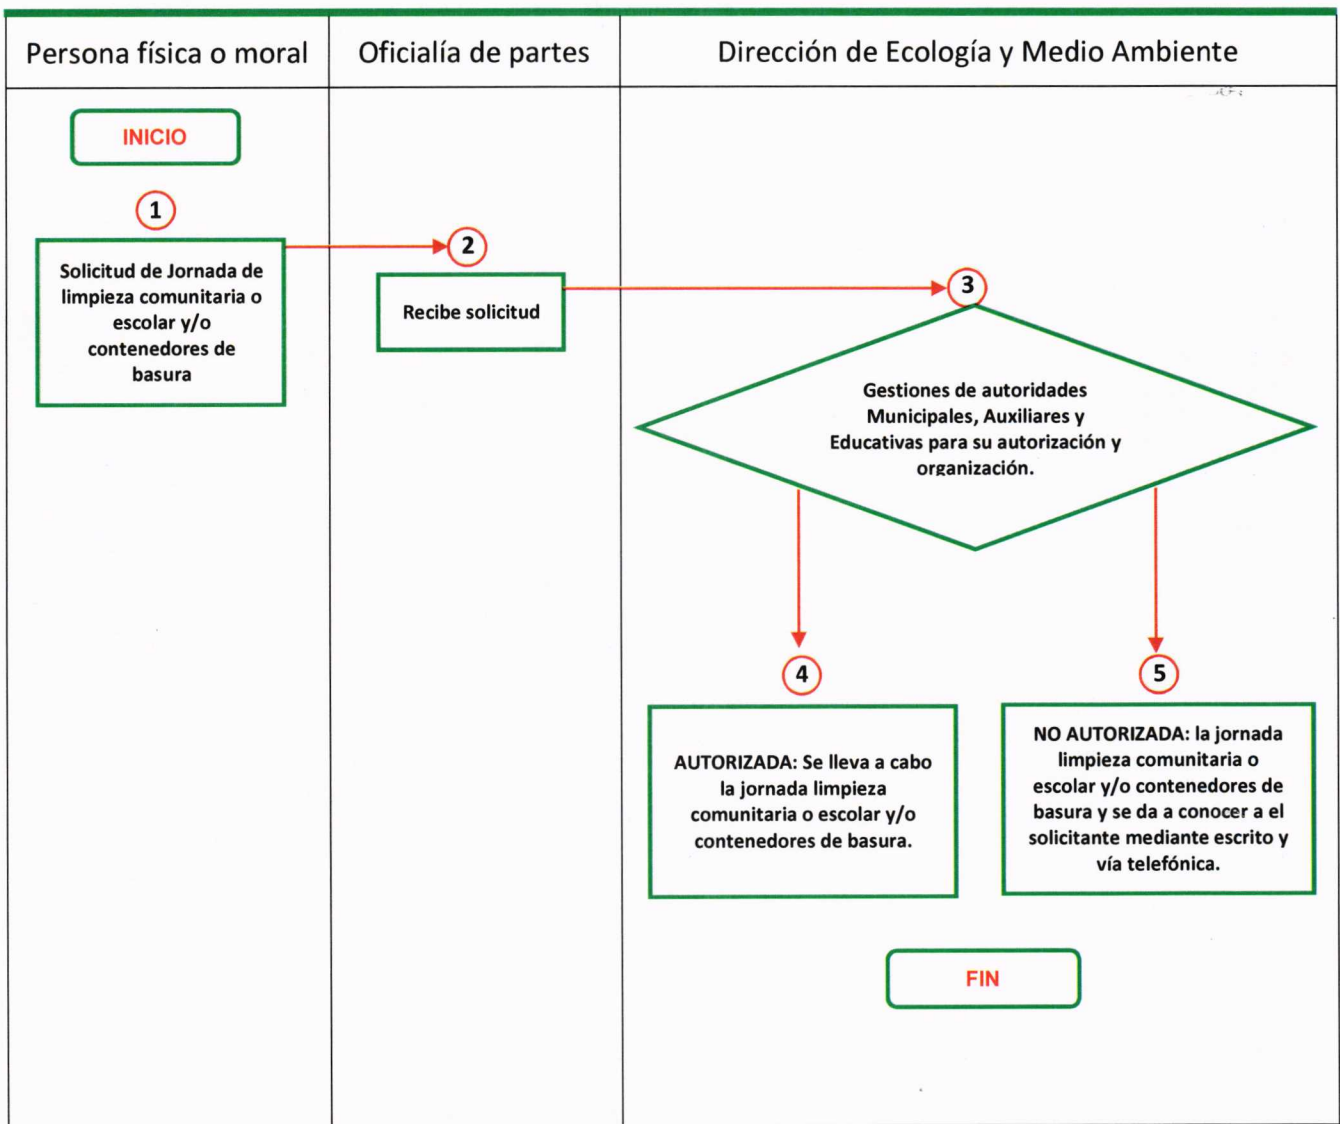 Persona física o moral
Oficialía de partes
Dirección de Ecología y Medio Ambiente
INICIO
1
Solicitud de Jornada de
limpieza comunitaria o
escolar y/o
contenedores de
basura
2
Recibe solicitud
3
Gestiones de autoridades
Municipales, Auxiliares y
Educativas para su autorización y
organización.
4
AUTORIZADA: Se lleva a cabo
la jornada limpieza
comunitaria o escolar y/o
contenedores de basura.
5
NO AUTORIZADA: la jornada
limpieza comunitaria o
escolar y/o contenedores de
basura y se da a conocer a el
solicitante mediante escrito y
vía telefónica.
FIN